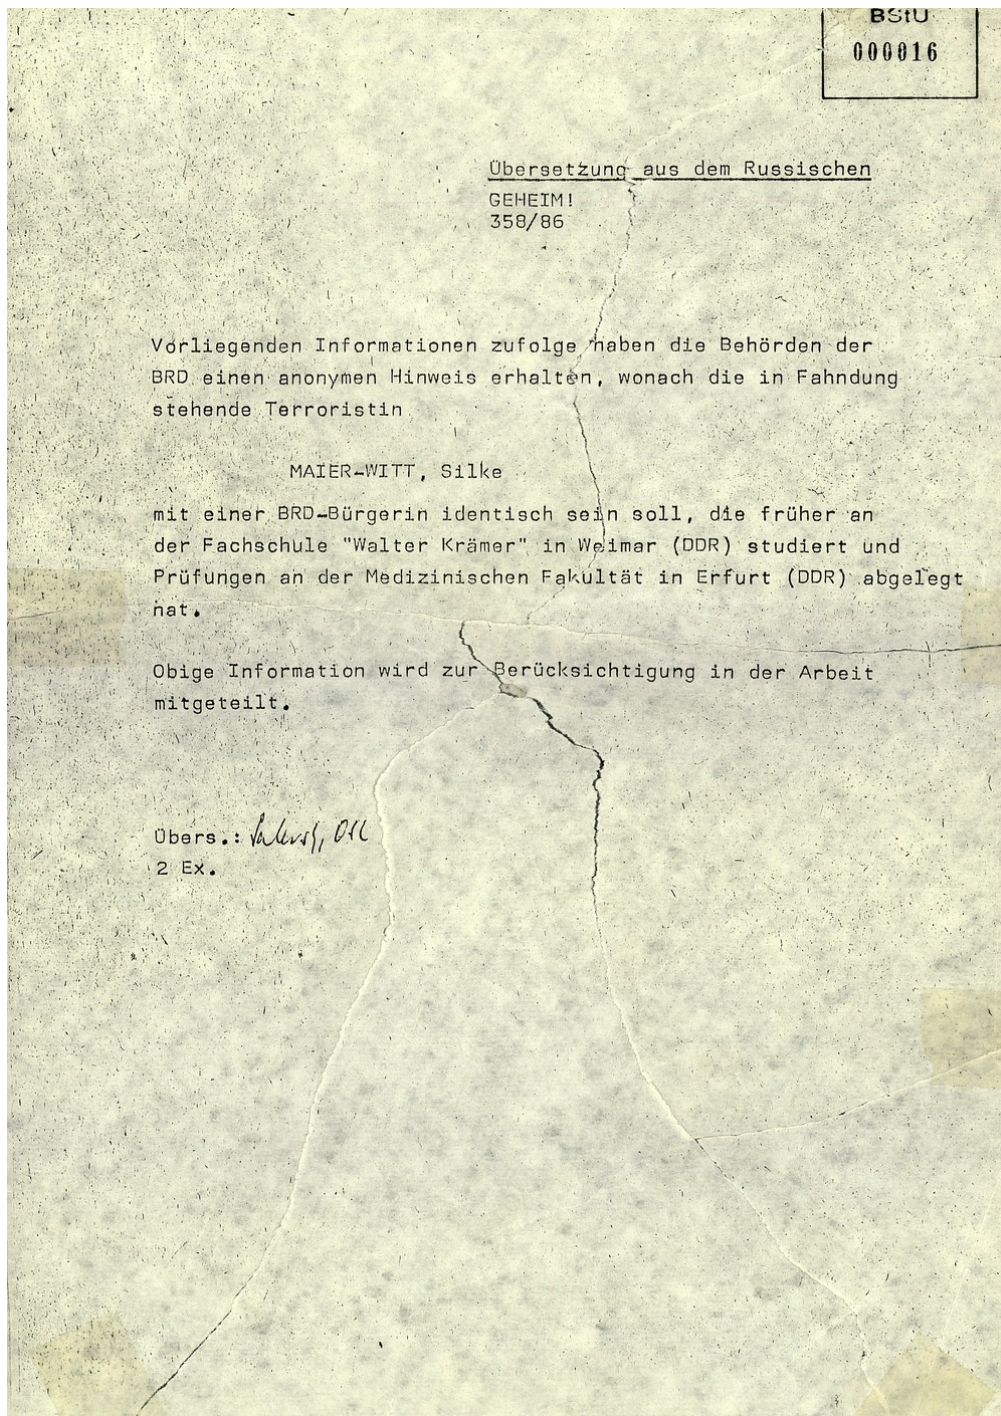 BStU
000016
Übersetzung aus dem Russischen
GEHEIM!
358/86
Vorliegenden Informationen zufolge haben die Behörden der
BRD einen anonymen Hinweis erhalten, wonach die in Fahndung
stehende Terroristin
MAIER-WITT, Silke
mit einer BRD-Bürgerin identisch sein soll, die früher an
der Fachschule "Walter Krämer" in Weimar (DDR) studiert und
Prüfungen an der Medizinischen Fakultät in Erfurt (DDR) abgelegt
hat.
Obige Information wird zur Berücksichtigung in der Arbeit
mitgeteilt.
Übers.:
2 Ex.